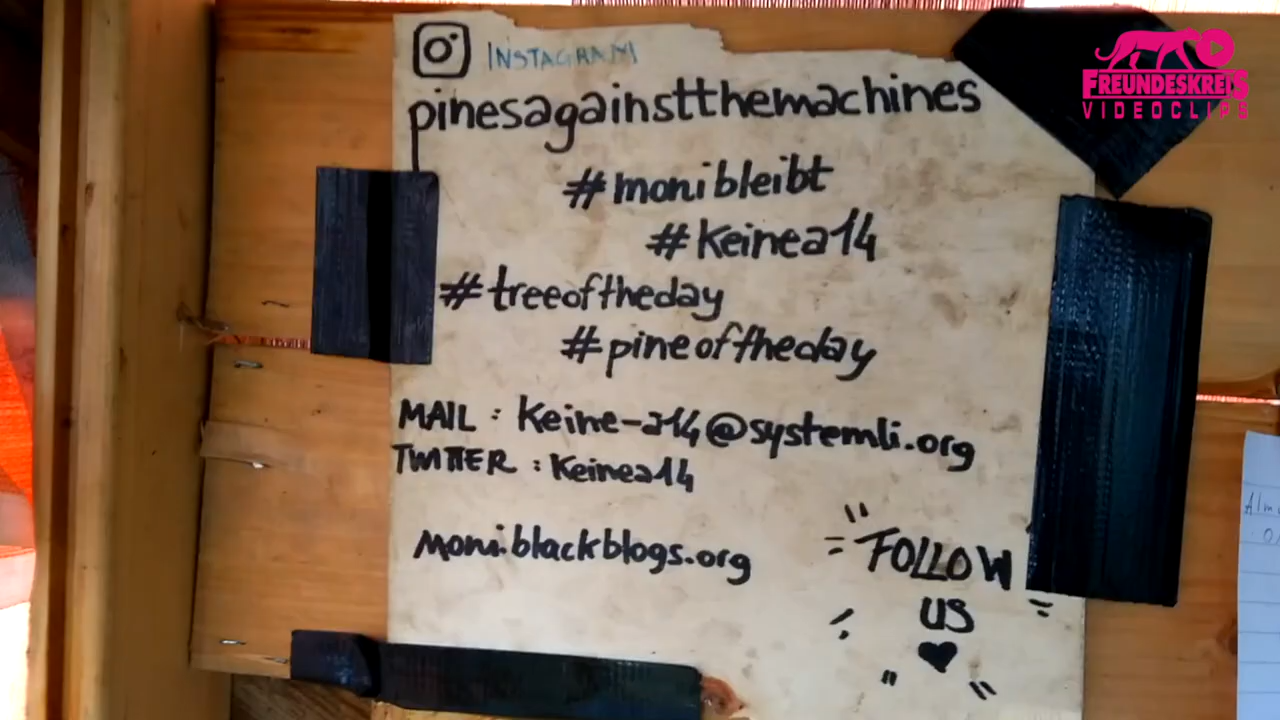 INSTAGRAM
pinesagainstthemachines
#monibleibt
#keinea14
#treeoftheday
#pineoftheday
MAIL: keine-a14@systemli.org
TWITTER: keinea14
moni.blackblogs.org
FOLLOW
US
FREUNDESKREIS
VIDEOCLIPS